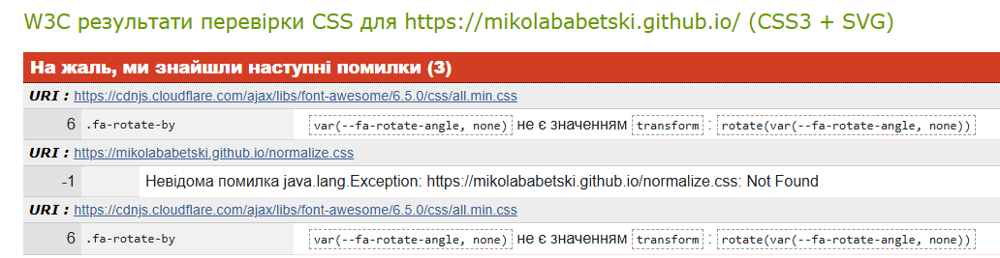 W3C результати перевірки CSS для https://mikolababetski.github.io/ (CSS3 + SVG)
На жаль, ми знайшли наступні помилки (3)
URI : https://cdnjs.cloudflare.com/ajax/libs/font-awesome/6.5.0/css/all.min.css
6 .fa-rotate-by var(--fa-rotate-angle, none) не є значенням transform : rotate(var(--fa-rotate-angle, none))
URI : https://mikolababetski.github.io/normalize.css
-1 Невідома помилка java.lang.Exception: https://mikolababetski.github.io/normalize.css: Not Found
URI : https://cdnjs.cloudflare.com/ajax/libs/font-awesome/6.5.0/css/all.min.css
6 .fa-rotate-by var(--fa-rotate-angle, none) не є значенням transform : rotate(var(--fa-rotate-angle, none))